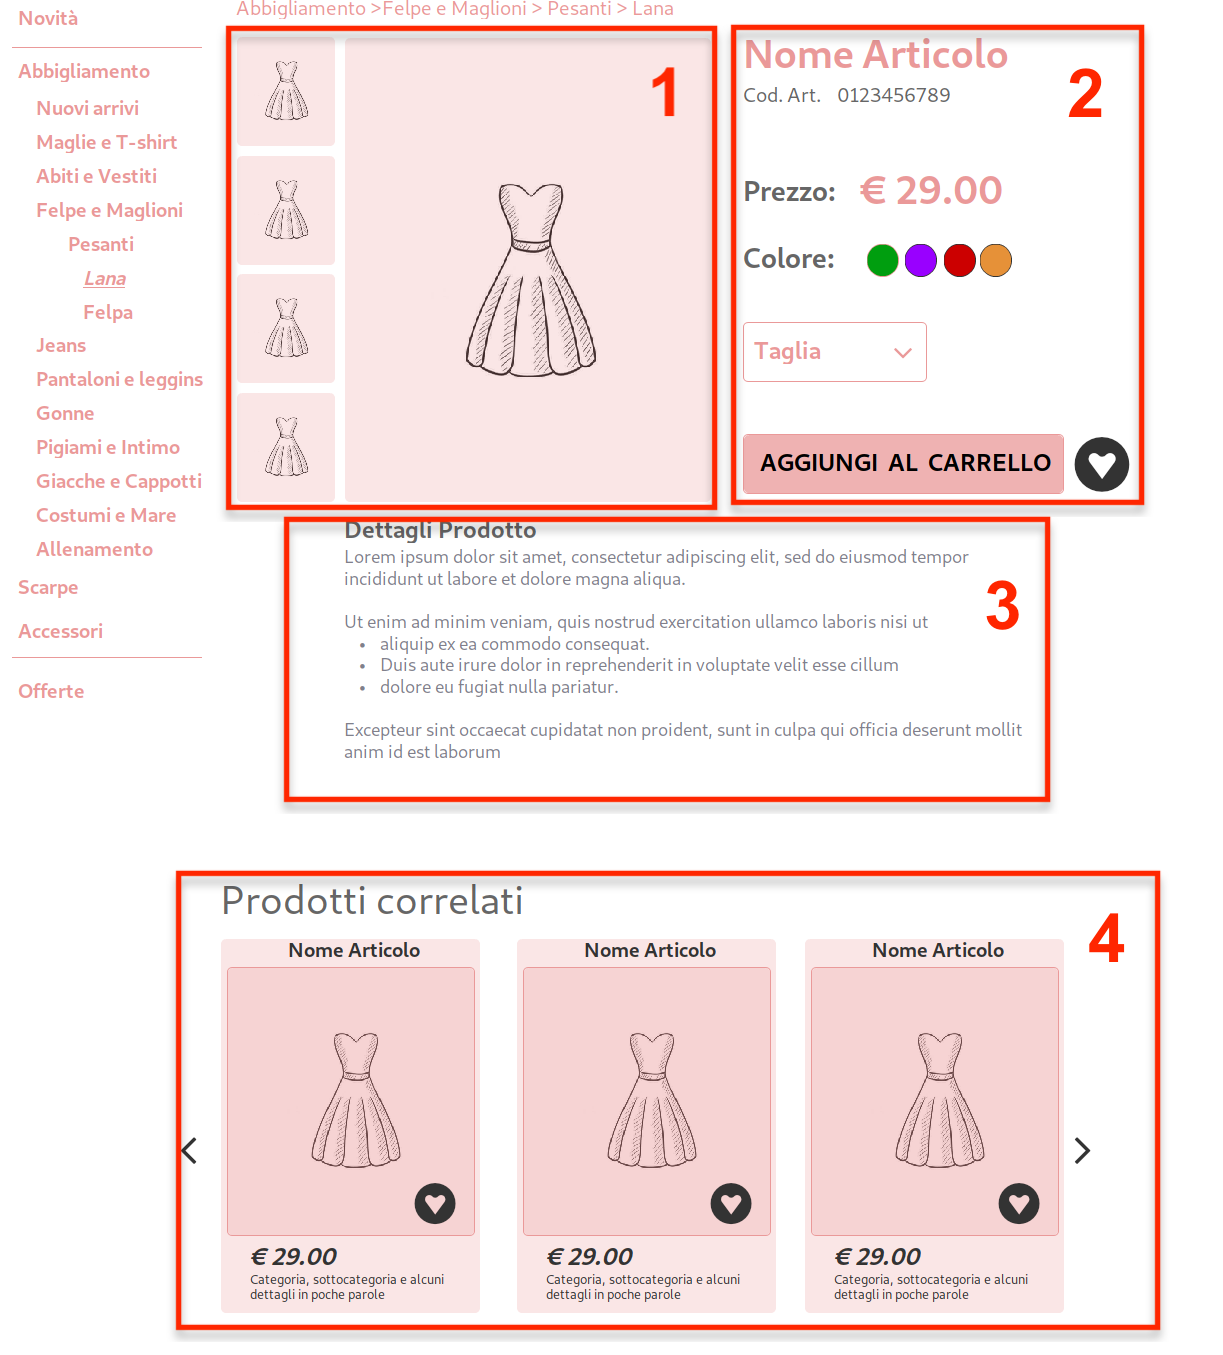 Novità
Abbigliamento
Nuovi arrivi
Maglie e T-shirt
Abiti e Vestiti
Felpe e Maglioni
Pesanti
Lana
Felpa
Jeans
Pantaloni e leggins
Gonne
Pigiami e Intimo
Giacche e Cappotti
Costumi e Mare
Allenamento
Scarpe
Accessori
Offerte
Abbigliamento >Felpe e Maglioni > Pesanti > Lana
1
Nome Articolo
2
Cod. Art. 0123456789
Prezzo: € 29.00
Colore:
Taglia
AGGIUNGI AL CARRELLO
Dettagli Prodotto
Lorem ipsum dolor sit amet, consectetur adipiscing elit, sed do eiusmod tempor
incididunt ut labore et dolore magna aliqua.
3
Ut enim ad minim veniam, quis nostrud exercitation ullamco laboris nisi ut
• aliquip ex ea commodo consequat.
• Duis aute irure dolor in reprehenderit in voluptate velit esse cillum
• dolore eu fugiat nulla pariatur.
Excepteur sint occaecat cupidatat non proident, sunt in culpa qui officia deserunt mollit
anim id est laborum
Prodotti correlati
4
Nome Articolo
€ 29.00
Categoria, sottocategoria e alcuni
dettagli in poche parole
Nome Articolo
€ 29.00
Categoria, sottocategoria e alcuni
dettagli in poche parole
Nome Articolo
€ 29.00
Categoria, sottocategoria e alcuni
dettagli in poche parole